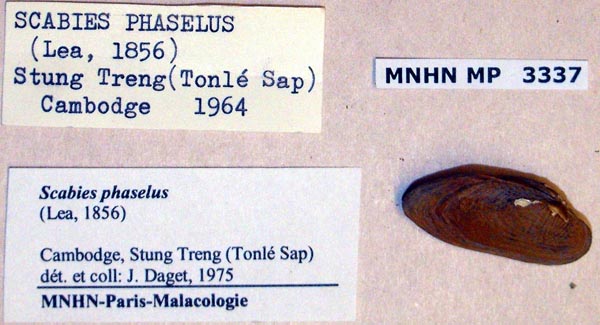 SCABIES PHASELUS
(Lea, 1856)
Stung Treng(Tonlé Sap)
Cambodge 1964
MNHN MP 3337
Scabies phaselus
(Lea, 1856)
Cambodge, Stung Treng (Tonlé Sap)
dét. et coll: J. Daget, 1975
MNHN-Paris-Malacologie